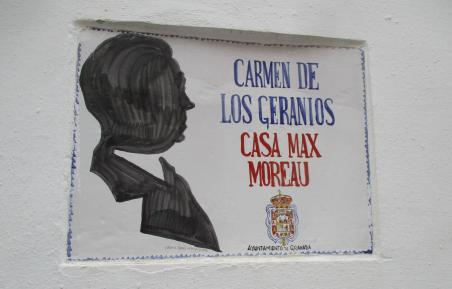 CARMEN DE
LOS GERANIOS
CASA MAX
MOREAU
AYUNTAMIENTO DE GRANADA